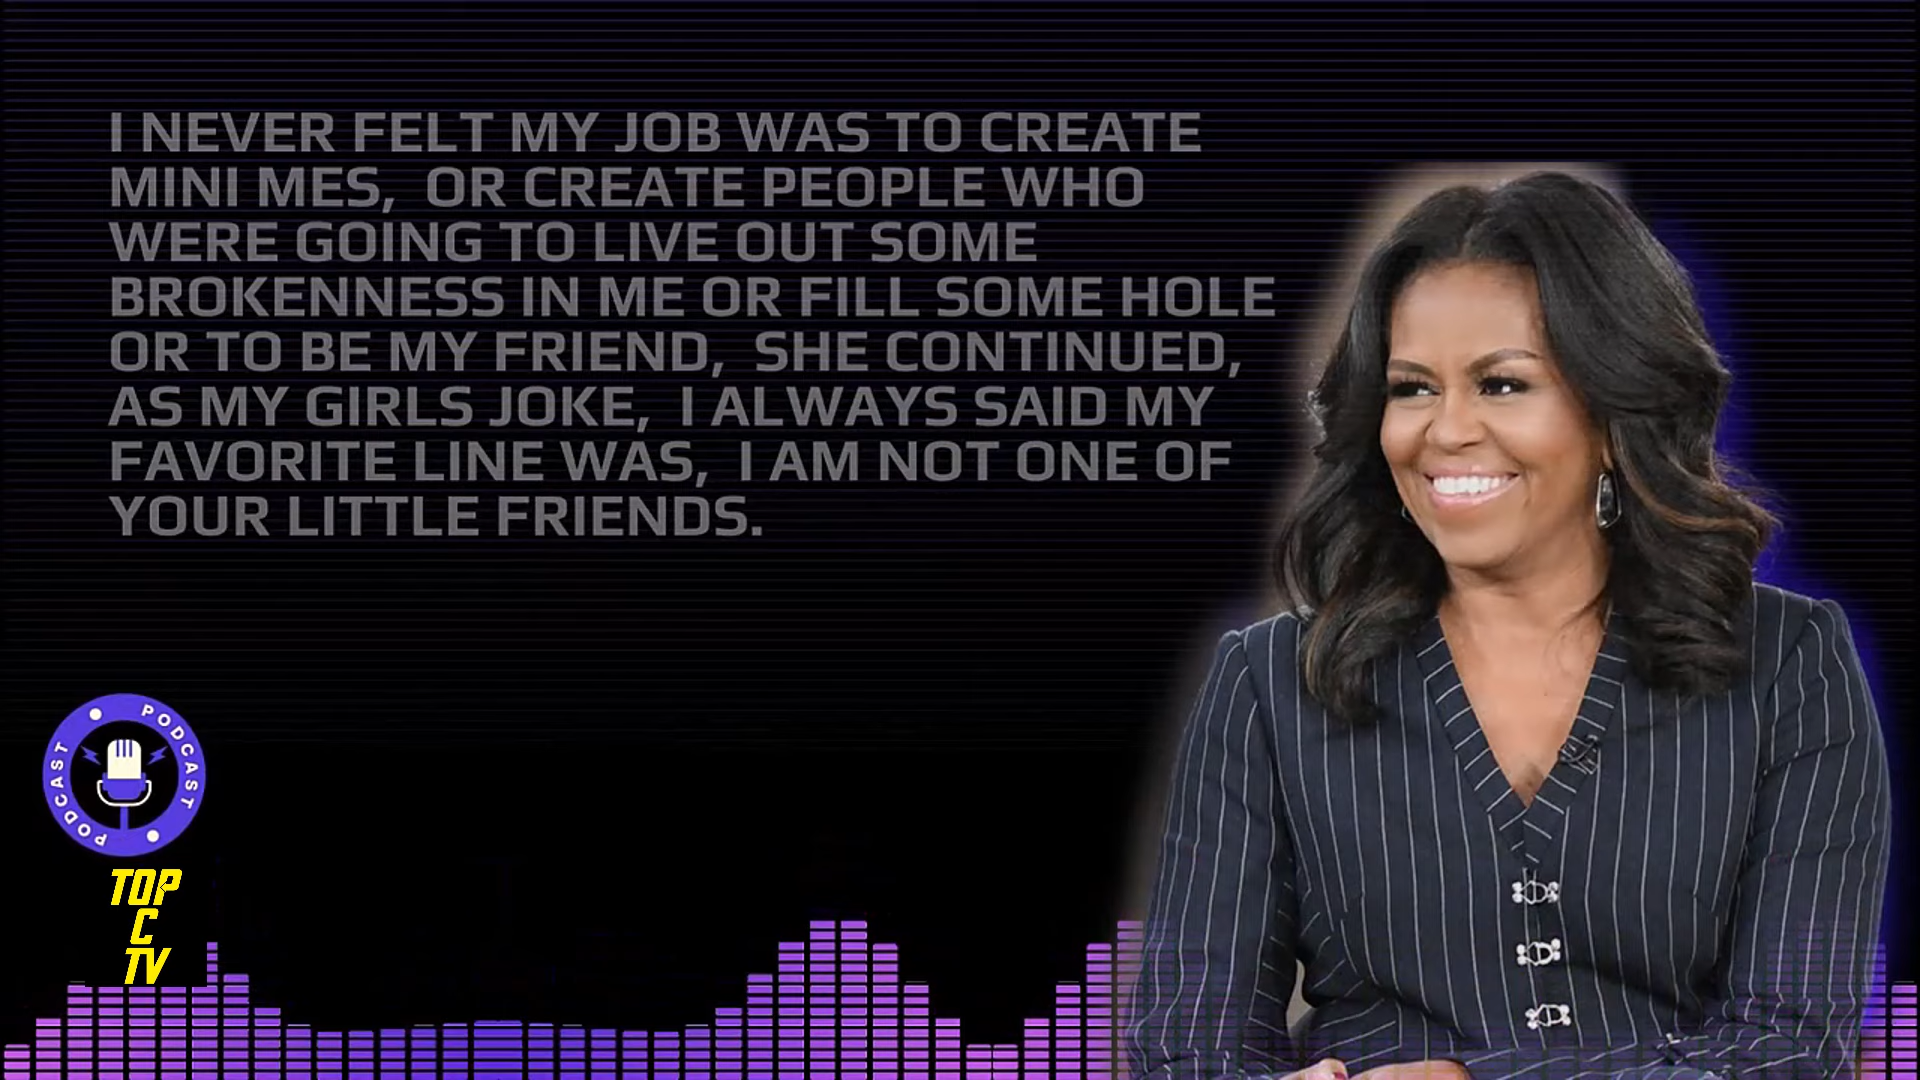 I NEVER FELT MY JOB WAS TO CREATE
MINI MES, OR CREATE PEOPLE WHO
WERE GOING TO LIVE OUT SOME
BROKENNESS IN ME OR FILL SOME HOLE
OR TO BE MY FRIEND, SHE CONTINUED,
AS MY GIRLS JOKE, I ALWAYS SAID MY
FAVORITE LINE WAS, I AM NOT ONE OF
YOUR LITTLE FRIENDS.
PODCAST
PODCAST
TOP
C
TV